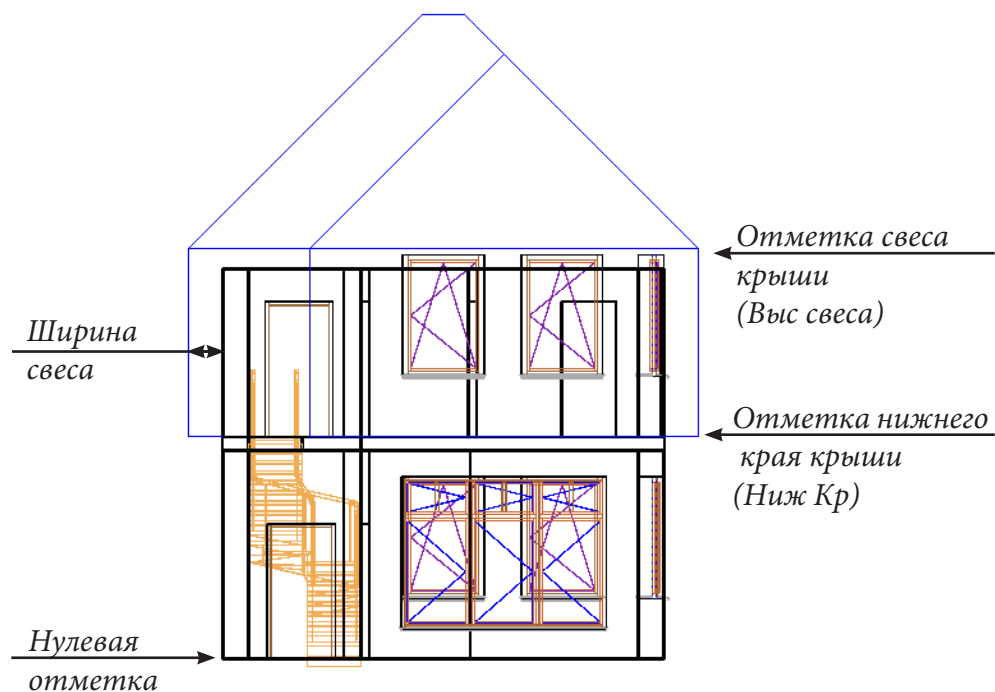 Отметка свеса
крыши
(Выс свеса)
Ширина
свеса
Отметка нижнего
края крыши
(Ниж Кр)
Нулевая
отметка